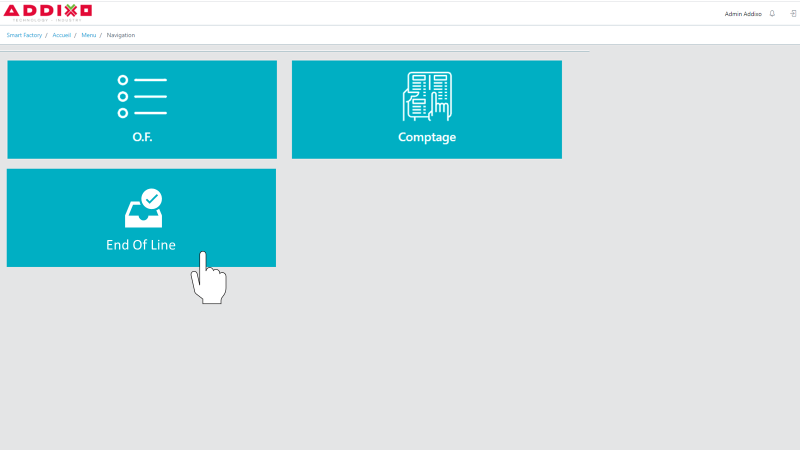 ADDIXO
TECHNOLOGY | INDUSTRY
Admin Addixo
Smart Factory / Accueil / Menu / Navigation
O.F.
Comptage
End Of Line